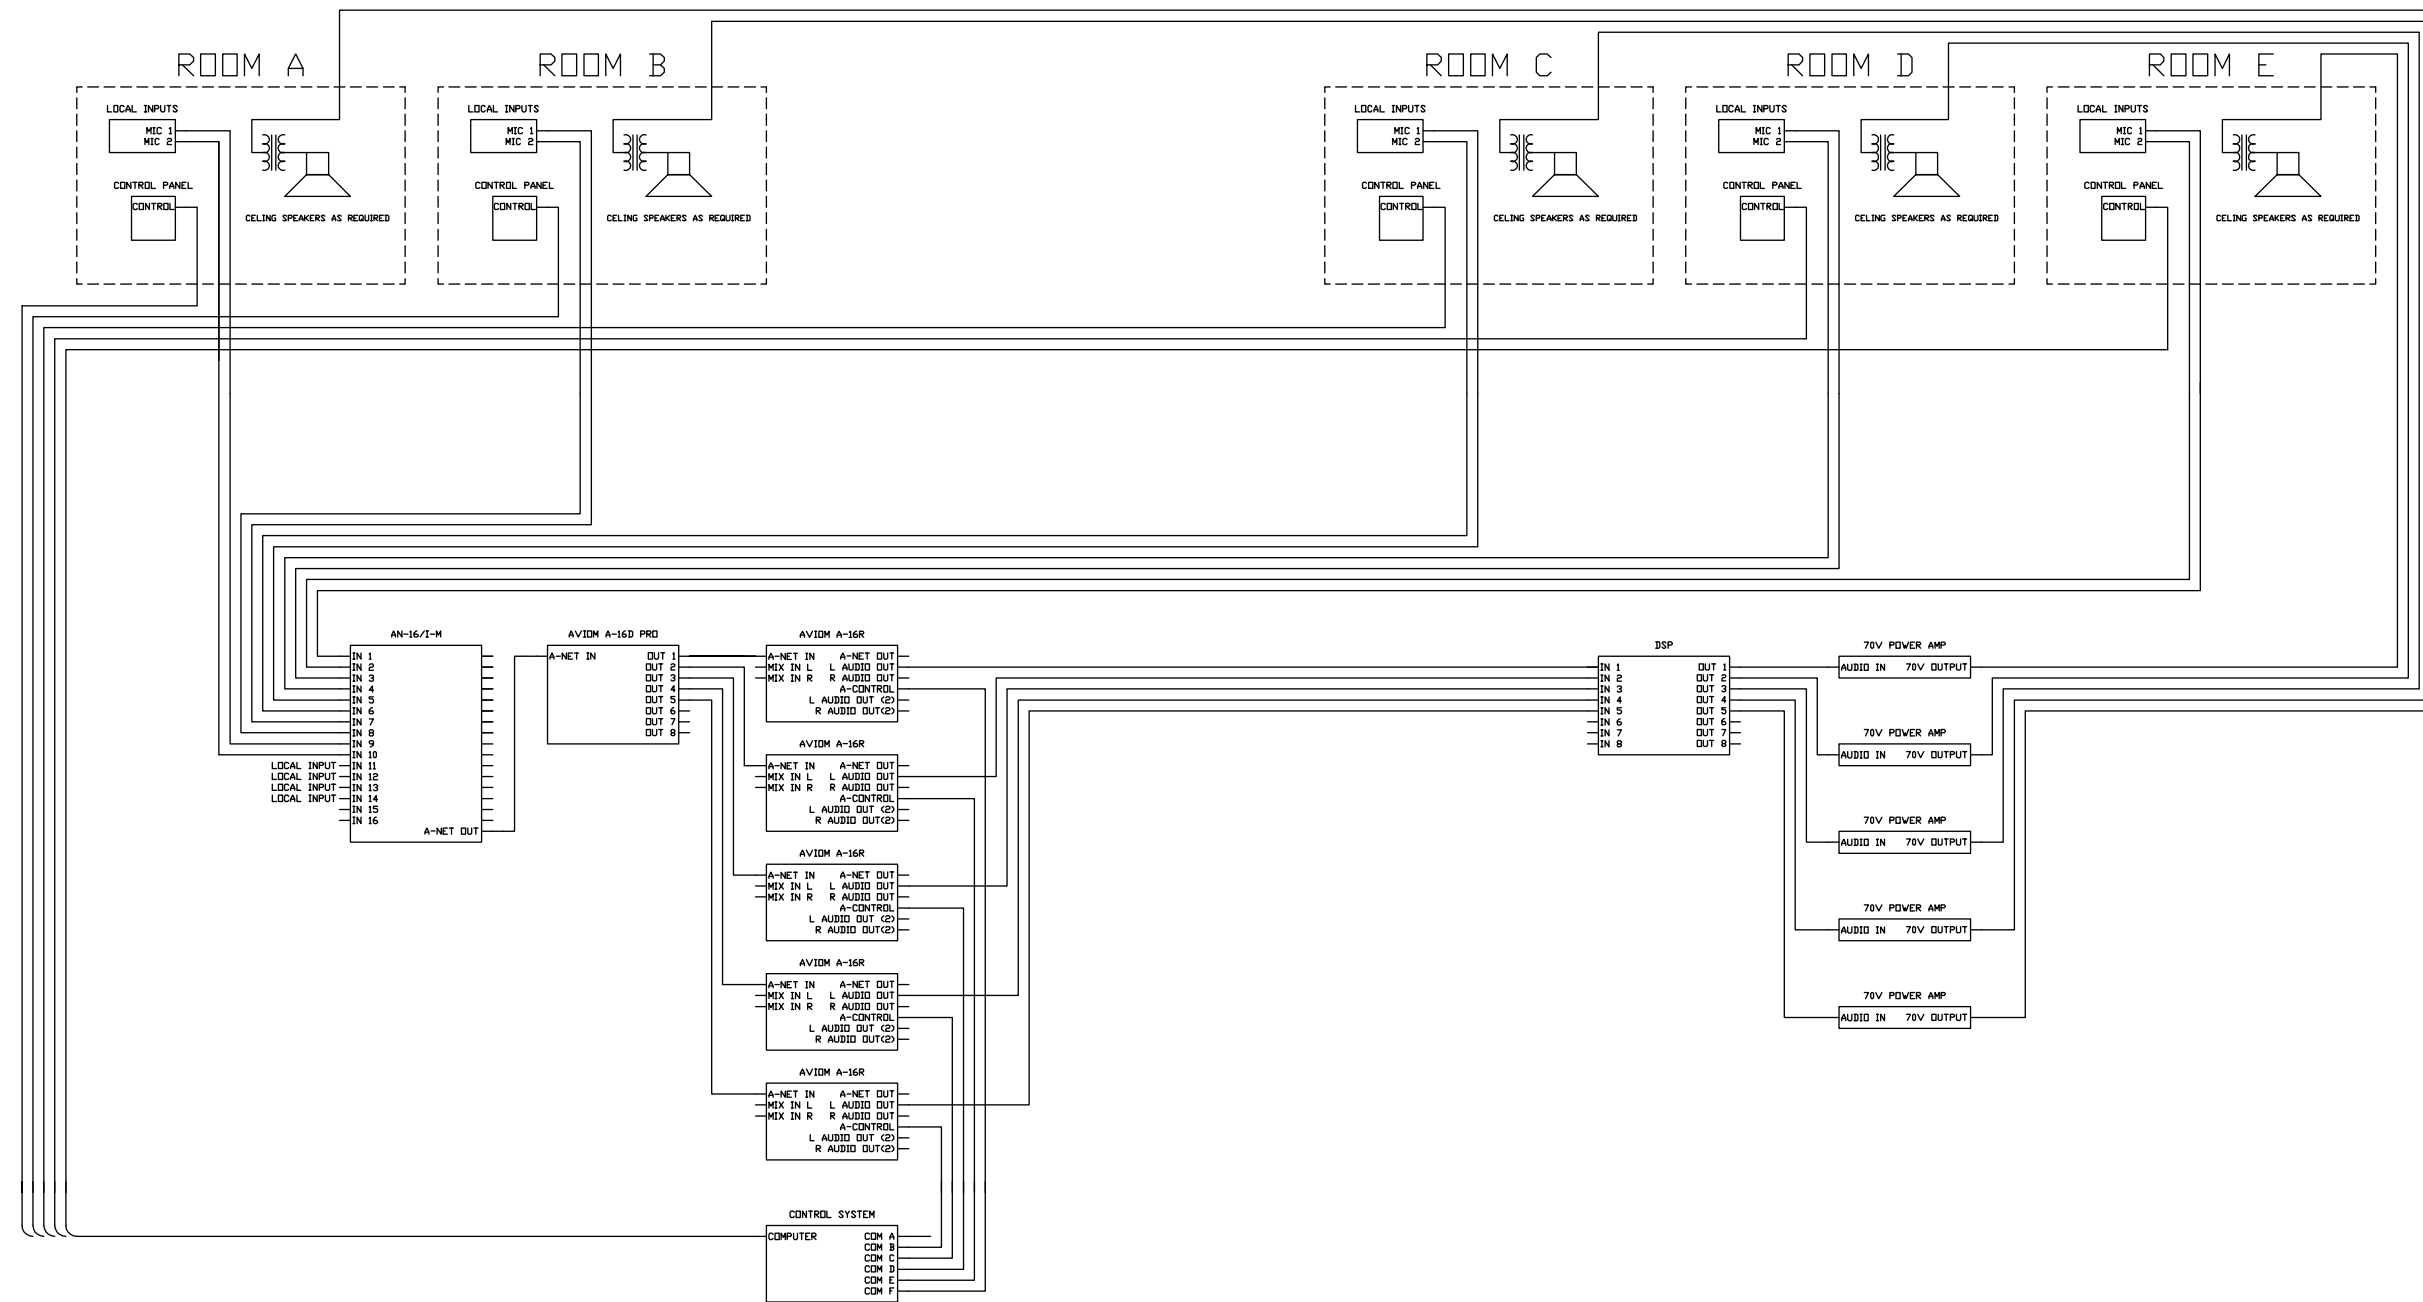 ROOM A
ROOM B
ROOM C
ROOM D
ROOM E
LOCAL INPUTS
MIC 1
MIC 2
CONTROL PANEL
CONTROL
CELING SPEAKERS AS REQUIRED
LOCAL INPUTS
MIC 1
MIC 2
CONTROL PANEL
CONTROL
CELING SPEAKERS AS REQUIRED
LOCAL INPUTS
MIC 1
MIC 2
CONTROL PANEL
CONTROL
CELING SPEAKERS AS REQUIRED
LOCAL INPUTS
MIC 1
MIC 2
CONTROL PANEL
CONTROL
CELING SPEAKERS AS REQUIRED
LOCAL INPUTS
MIC 1
MIC 2
CONTROL PANEL
CONTROL
CELING SPEAKERS AS REQUIRED
AN-16/I-M
IN 1
IN 2
IN 3
IN 4
IN 5
IN 6
IN 7
IN 8
IN 9
IN 10
LOCAL INPUT IN 11
LOCAL INPUT IN 12
LOCAL INPUT IN 13
LOCAL INPUT IN 14
IN 15
IN 16
A-NET OUT
AVIOM A-16D PRO
A-NET IN OUT 1
OUT 2
OUT 3
OUT 4
OUT 5
OUT 6
OUT 7
OUT 8
AVIOM A-16R
A-NET IN A-NET OUT
MIX IN L L AUDIO OUT
MIX IN R R AUDIO OUT
A-CONTROL
L AUDIO OUT (2)
R AUDIO OUT(2)
AVIOM A-16R
A-NET IN A-NET OUT
MIX IN L L AUDIO OUT
MIX IN R R AUDIO OUT
A-CONTROL
L AUDIO OUT (2)
R AUDIO OUT(2)
AVIOM A-16R
A-NET IN A-NET OUT
MIX IN L L AUDIO OUT
MIX IN R R AUDIO OUT
A-CONTROL
L AUDIO OUT (2)
R AUDIO OUT(2)
AVIOM A-16R
A-NET IN A-NET OUT
MIX IN L L AUDIO OUT
MIX IN R R AUDIO OUT
A-CONTROL
L AUDIO OUT (2)
R AUDIO OUT(2)
AVIOM A-16R
A-NET IN A-NET OUT
MIX IN L L AUDIO OUT
MIX IN R R AUDIO OUT
A-CONTROL
L AUDIO OUT (2)
R AUDIO OUT(2)
CONTROL SYSTEM
COMPUTER COM A
COM B
COM C
COM D
COM E
COM F
DSP
IN 1 OUT 1
IN 2 OUT 2
IN 3 OUT 3
IN 4 OUT 4
IN 5 OUT 5
IN 6 OUT 6
IN 7 OUT 7
IN 8 OUT 8
70V POWER AMP
AUDIO IN 70V OUTPUT
70V POWER AMP
AUDIO IN 70V OUTPUT
70V POWER AMP
AUDIO IN 70V OUTPUT
70V POWER AMP
AUDIO IN 70V OUTPUT
70V POWER AMP
AUDIO IN 70V OUTPUT